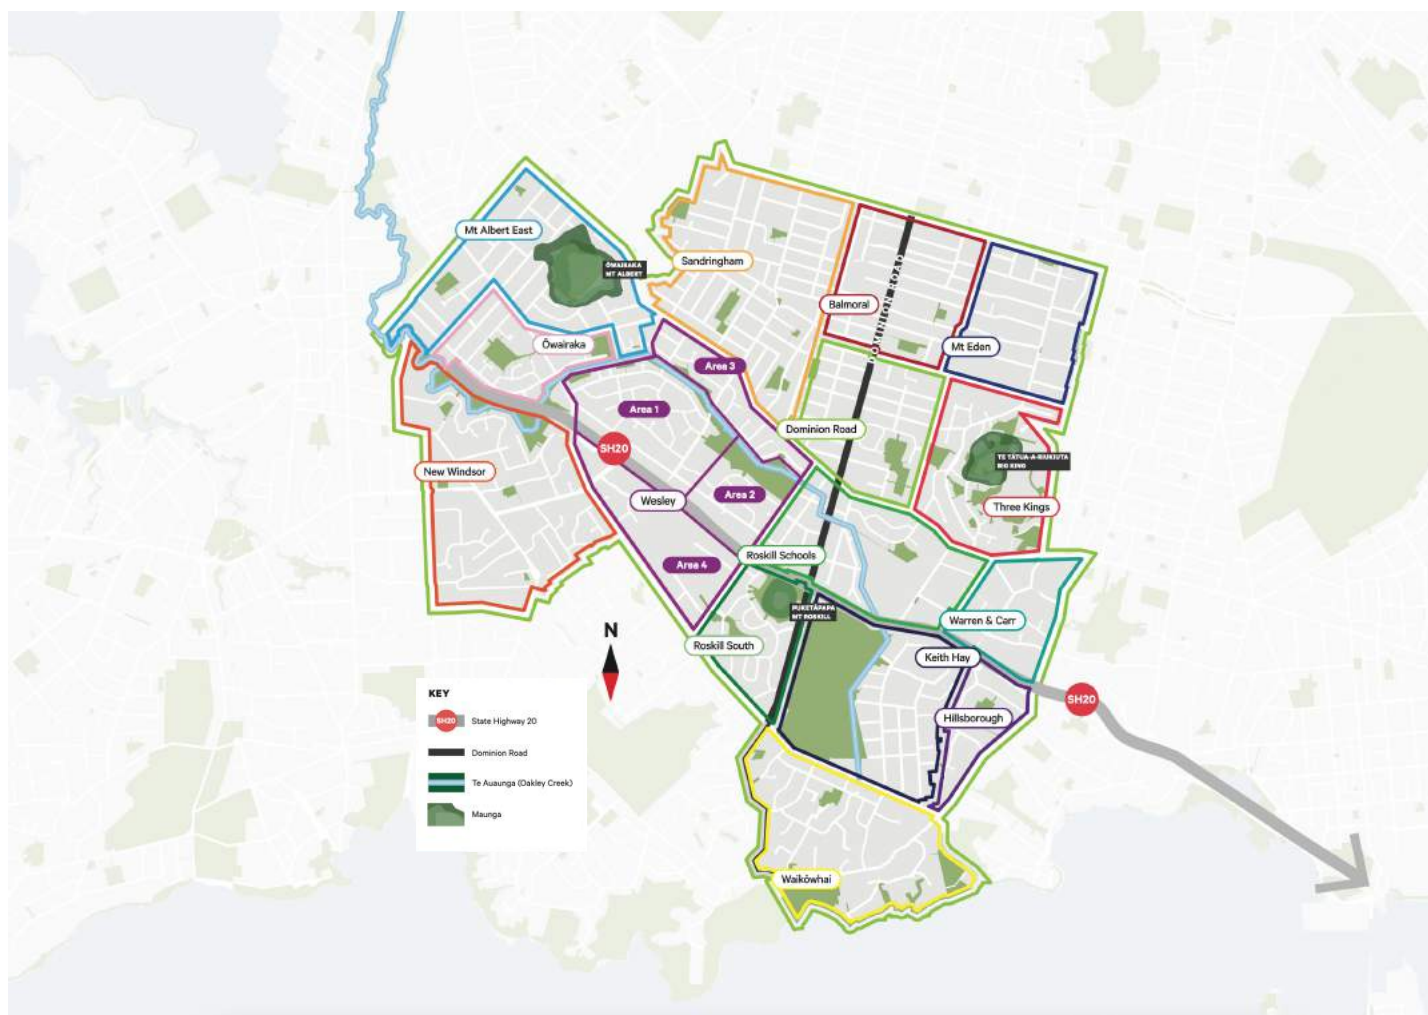 Mt Albert East
ŌWAIRAKA
MT ALBERT
Sandringham
Balmoral
DOMINION ROAD
Mt Eden
Ōwairaka
Area 3
Area 1
Dominion Road
SH20
New Windsor
TE TĀTUA-A-RIUKIUTA
BIG KING
Wesley
Area 2
Three Kings
Roskill Schools
Area 4
PUKETĀPAPA
MT ROSKILL
Warren & Carr
N
Roskill South
Keith Hay
SH20
Hillsborough
KEY
SH20 State Highway 20
Dominion Road
Te Auaunga (Oakley Creek)
Maunga
Waikōwhai